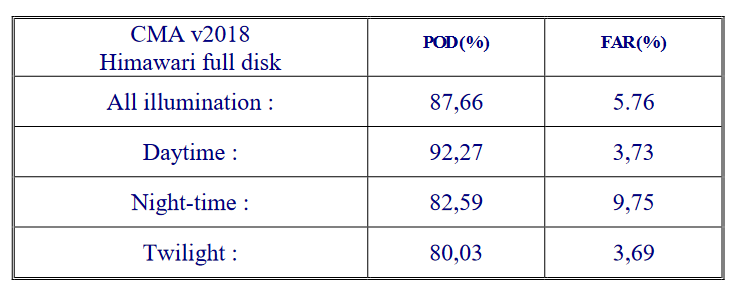 CMA v2018
Himawari full disk
POD(%)
FAR(%)
All illumination :
87,66
5.76
Daytime :
92,27
3,73
Night-time :
82,59
9,75
Twilight :
80,03
3,69